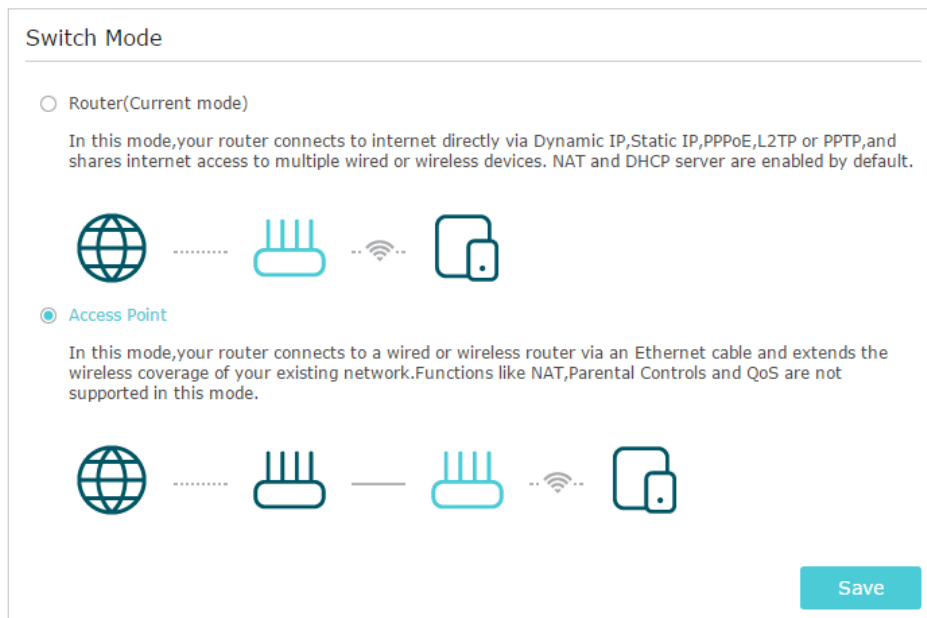 Switch Mode
Router(Current mode)
In this mode,your router connects to internet directly via Dynamic IP,Static IP,PPPoE,L2TP or PPTP,and
shares internet access to multiple wired or wireless devices. NAT and DHCP server are enabled by default.
Access Point
In this mode,your router connects to a wired or wireless router via an Ethernet cable and extends the
wireless coverage of your existing network.Functions like NAT,Parental Controls and QoS are not
supported in this mode.
Save